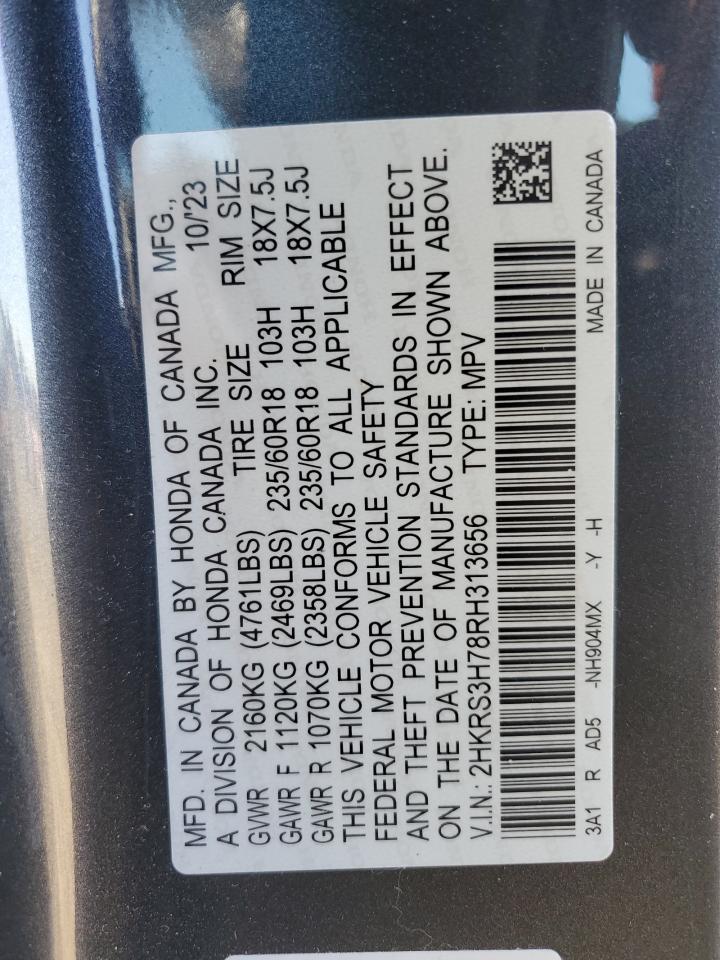 MFD. IN CANADA BY HONDA OF CANADA MFG.,
A DIVISION OF HONDA CANADA INC. 10/'23
GVWR 2160KG (4761LBS) TIRE SIZE RIM SIZE
GAWR F 1120KG (2469LBS) 235/60R18 103H 18X7.5J
GAWR R 1070KG (2358LBS) 235/60R18 103H 18X7.5J
THIS VEHICLE CONFORMS TO ALL APPLICABLE
FEDERAL MOTOR VEHICLE SAFETY
AND THEFT PREVENTION STANDARDS IN EFFECT
ON THE DATE OF MANUFACTURE SHOWN ABOVE.
V.I.N.: 2HKRS3H78RH313656 TYPE: MPV
3A1 R AD5 -NH904MX -Y -H MADE IN CANADA